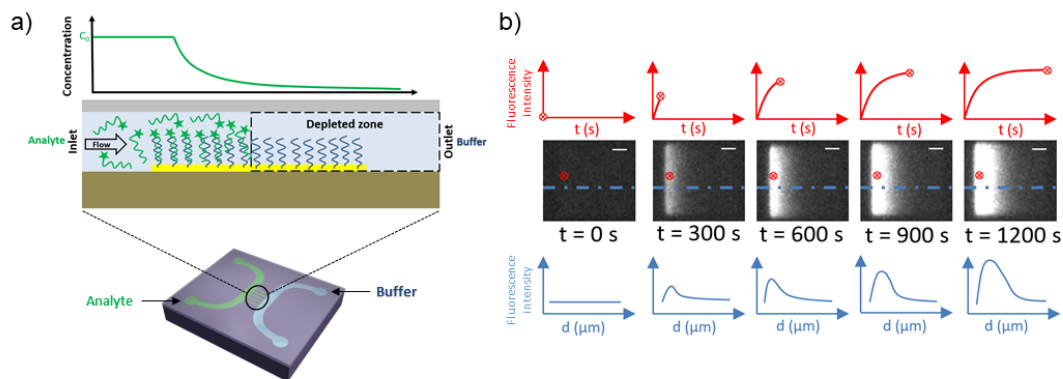 a)
Concentrration
C₀
Inlet
Analyte
Flow
Depleted zone
Outlet
Buffer
Analyte
Buffer
b)
Fluorescence
intensity
t (s)
t (s)
t (s)
t (s)
t (s)
t = 0 s
t = 300 s
t = 600 s
t = 900 s
t = 1200 s
Fluorescence
intensity
d (µm)
d (µm)
d (µm)
d (µm)
d (µm)